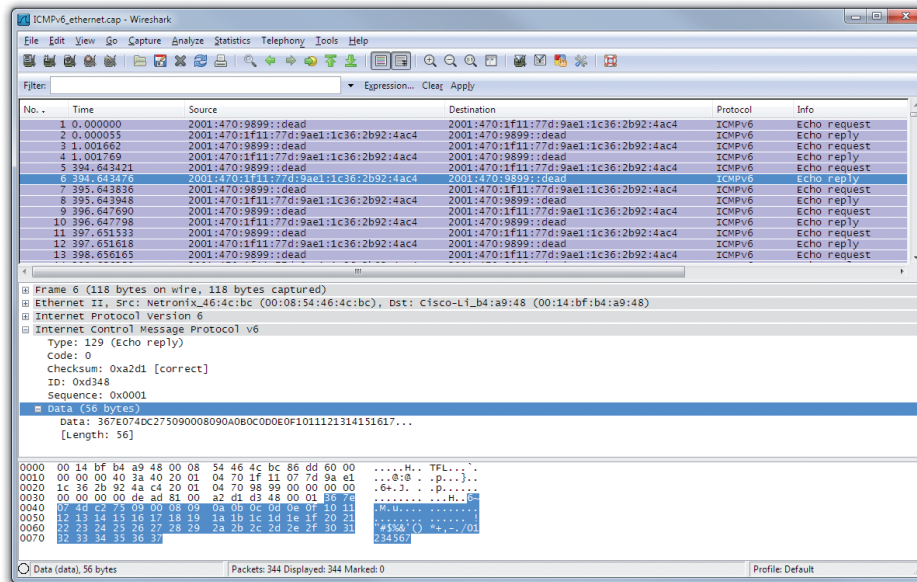 ICMPv6_ethernet.cap - Wireshark
File Edit View Go Capture Analyze Statistics Telephony Tools Help
Filter: Expression... Clear Apply
No. . Time Source Destination Protocol Info
1 0.000000 2001:470:9899::dead 2001:470:1f11:77d:9ae1:1c36:2b92:4ac4 ICMPv6 Echo request
2 0.000055 2001:470:1f11:77d:9ae1:1c36:2b92:4ac4 2001:470:9899::dead ICMPv6 Echo reply
3 1.001662 2001:470:9899::dead 2001:470:1f11:77d:9ae1:1c36:2b92:4ac4 ICMPv6 Echo request
4 1.001769 2001:470:1f11:77d:9ae1:1c36:2b92:4ac4 2001:470:9899::dead ICMPv6 Echo reply
5 394.643421 2001:470:9899::dead 2001:470:1f11:77d:9ae1:1c36:2b92:4ac4 ICMPv6 Echo request
6 394.643476 2001:470:1f11:77d:9ae1:1c36:2b92:4ac4 2001:470:9899::dead ICMPv6 Echo reply
7 395.643836 2001:470:9899::dead 2001:470:1f11:77d:9ae1:1c36:2b92:4ac4 ICMPv6 Echo request
8 395.643948 2001:470:1f11:77d:9ae1:1c36:2b92:4ac4 2001:470:9899::dead ICMPv6 Echo reply
9 396.647690 2001:470:9899::dead 2001:470:1f11:77d:9ae1:1c36:2b92:4ac4 ICMPv6 Echo request
10 396.647798 2001:470:1f11:77d:9ae1:1c36:2b92:4ac4 2001:470:9899::dead ICMPv6 Echo reply
11 397.651533 2001:470:9899::dead 2001:470:1f11:77d:9ae1:1c36:2b92:4ac4 ICMPv6 Echo request
12 397.651618 2001:470:1f11:77d:9ae1:1c36:2b92:4ac4 2001:470:9899::dead ICMPv6 Echo reply
13 398.656165 2001:470:9899::dead 2001:470:1f11:77d:9ae1:1c36:2b92:4ac4 ICMPv6 Echo request
Frame 6 (118 bytes on wire, 118 bytes captured)
Ethernet II, Src: Netronix_46:4c:bc (00:08:54:46:4c:bc), Dst: Cisco-Li_b4:a9:48 (00:14:bf:b4:a9:48)
Internet Protocol Version 6
Internet Control Message Protocol v6
Type: 129 (Echo reply)
Code: 0
Checksum: 0xa2d1 [correct]
ID: 0xd348
Sequence: 0x0001
Data (56 bytes)
Data: 367E074DC275090008090A0B0C0D0E0F1011121314151617...
[Length: 56]
0000 00 14 bf b4 a9 48 00 08 54 46 4c bc 86 dd 60 00 .....H.. TFL...`.
0010 00 00 00 40 3a 40 20 01 04 70 1f 11 07 7d 9a e1 ...@:@ . .p...}..
0020 1c 36 2b 92 4a c4 20 01 04 70 98 99 00 00 00 00 .6+.J. . .p......
0030 00 00 00 00 de ad 81 00 a2 d1 d3 48 00 01 36 7e ........ ...H..6~
0040 07 4d c2 75 09 00 08 09 0a 0b 0c 0d 0e 0f 10 11 .M.u.... ........
0050 12 13 14 15 16 17 18 19 1a 1b 1c 1d 1e 1f 20 21 ........ ...... !
0060 22 23 24 25 26 27 28 29 2a 2b 2c 2d 2e 2f 30 31 "#$%&'() *+,-./01
0070 32 33 34 35 36 37 234567
Data (data), 56 bytes Packets: 344 Displayed: 344 Marked: 0 Profile: Default